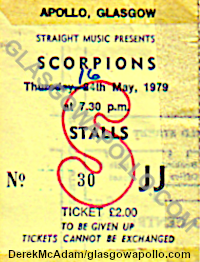 APOLLO, GLASGOW
STRAIGHT MUSIC PRESENTS
SCORPIONS
16
Thursday 24th May, 1979
at 7.30 p.m.
STALLS
S
No 30 JJ
TICKET £2.00
TO BE GIVEN UP
TICKETS CANNOT BE EXCHANGED
DerekMcAdam/glasgowapollo.com